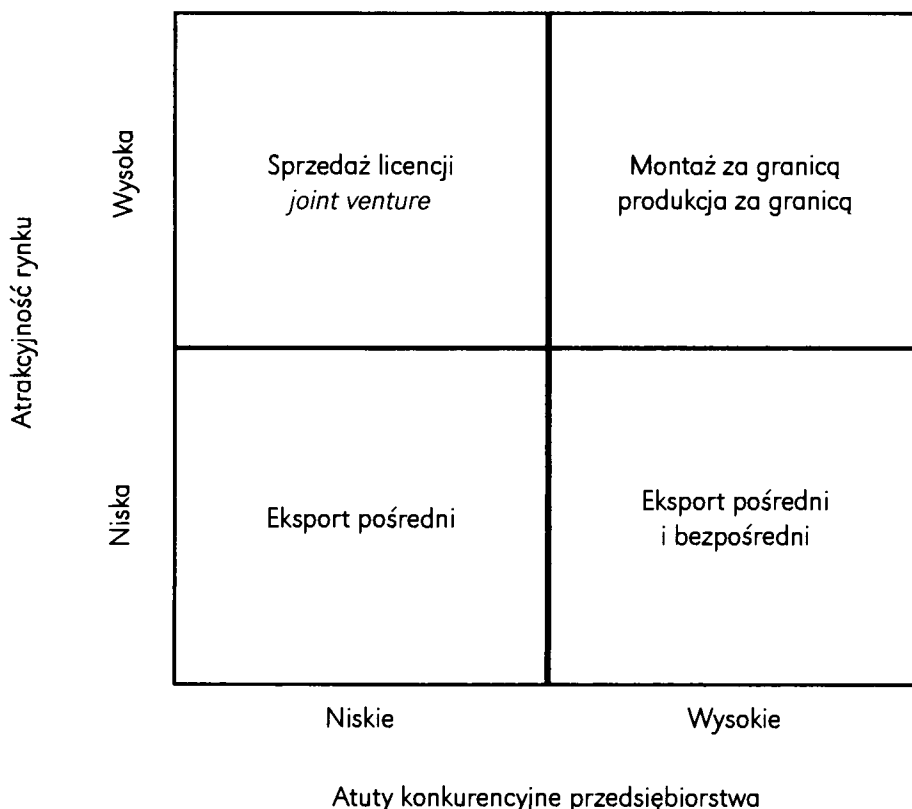 Atrakcyjność rynku
Wysoka
Sprzedaż licencji
joint venture
Montaż za granicą
produkcja za granicą
Niska
Eksport pośredni
Eksport pośredni
i bezpośredni
Niskie
Wysokie
Atuty konkurencyjne przedsiębiorstwa